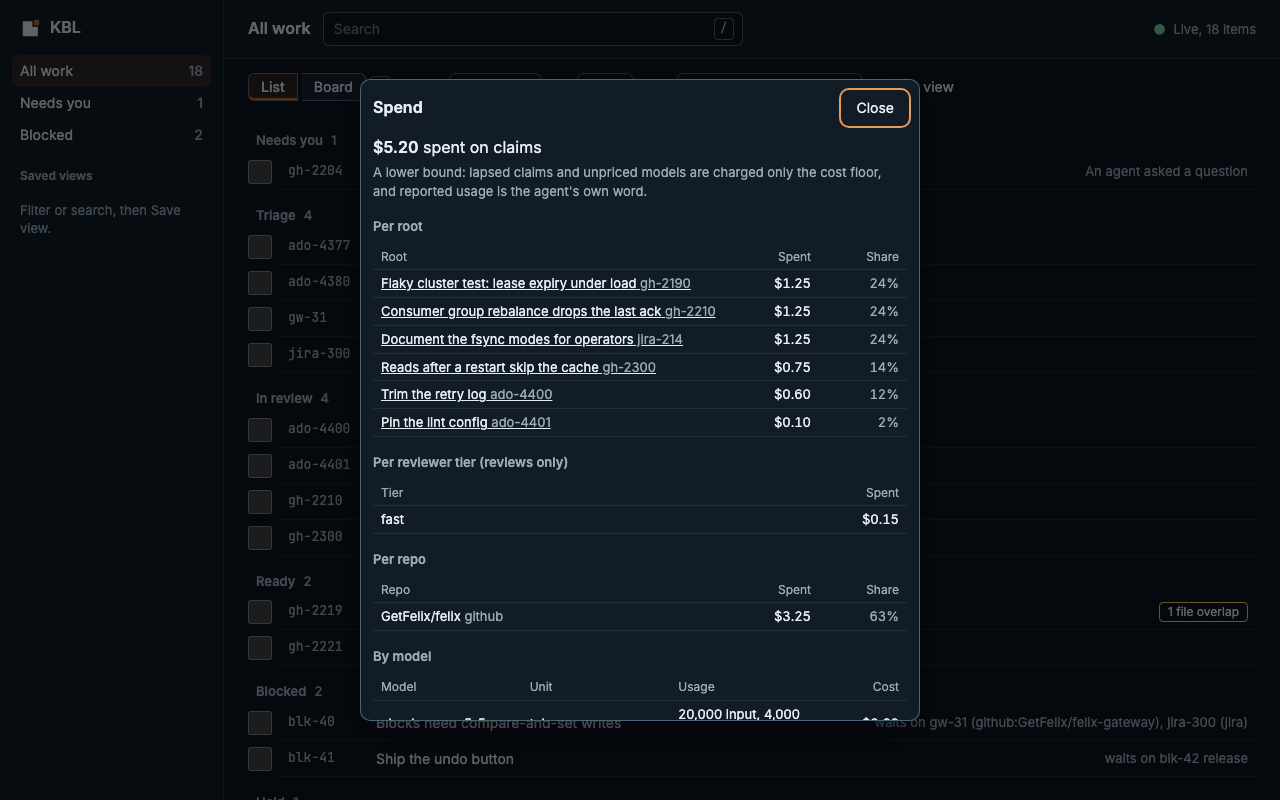 KBL
All work
Search
/
Live, 18 items
All work 18
Needs you 1
Blocked 2
Saved views
Filter or search, then Save
view.
List
Board
view
Needs you 1
gh-2204
An agent asked a question
Triage 4
ado-4377
ado-4380
gw-31
jira-300
In review 4
ado-4400
ado-4401
gh-2210
gh-2300
Ready 2
gh-2219
1 file overlap
gh-2221
Blocked 2
blk-40 Blocks need compare-and-set writes waits on gw-31 (github:GetFelix/felix-gateway), jira-300 (jira)
blk-41 Ship the undo button waits on blk-42 release
Spend
Close
$5.20 spent on claims
A lower bound: lapsed claims and unpriced models are charged only the cost floor,
and reported usage is the agent's own word.
Per root
Root Spent Share
Flaky cluster test: lease expiry under load gh-2190 $1.25 24%
Consumer group rebalance drops the last ack gh-2210 $1.25 24%
Document the fsync modes for operators jira-214 $1.25 24%
Reads after a restart skip the cache gh-2300 $0.75 14%
Trim the retry log ado-4400 $0.60 12%
Pin the lint config ado-4401 $0.10 2%
Per reviewer tier (reviews only)
Tier Spent
fast $0.15
Per repo
Repo Spent Share
GetFelix/felix github $3.25 63%
By model
Model Unit Usage Cost
20,000 input, 4,000